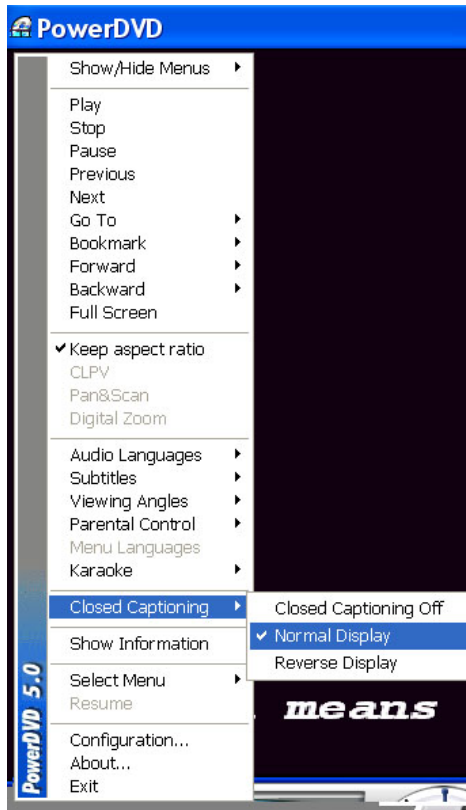 PowerDVD
Show/Hide Menus
Play
Stop
Pause
Previous
Next
Go To
Bookmark
Forward
Backward
Full Screen
Keep aspect ratio
CLPV
Pan&Scan
Digital Zoom
Audio Languages
Subtitles
Viewing Angles
Parental Control
Menu Languages
Karaoke
Closed Captioning
Closed Captioning Off
Normal Display
Reverse Display
Show Information
Select Menu
Resume
means
Configuration...
About...
Exit
PowerDVD 5.0